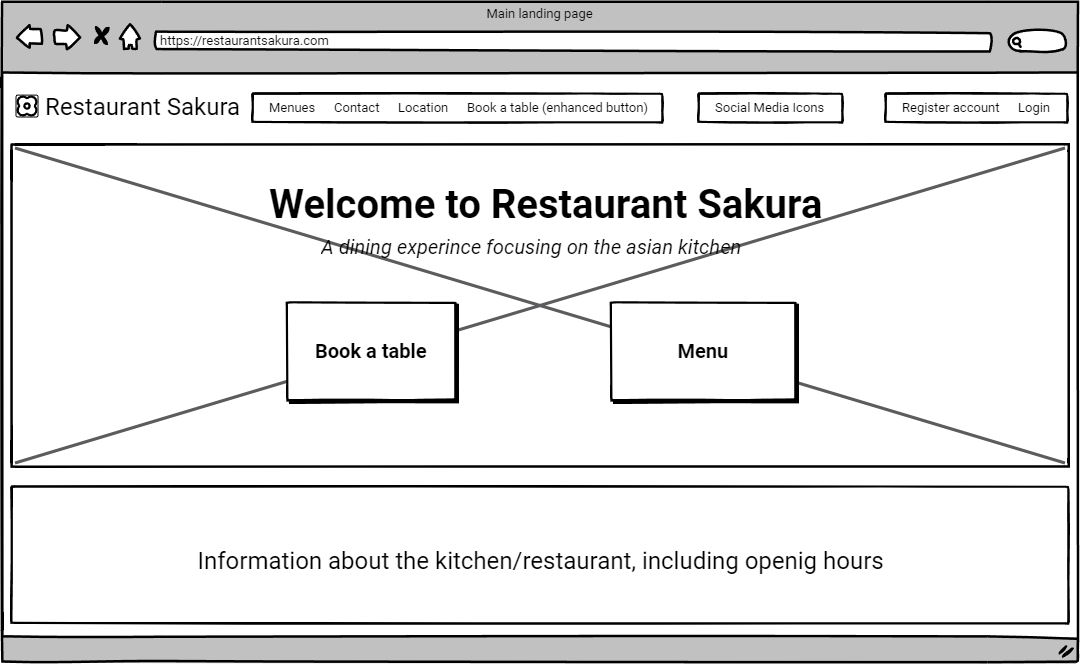 Main landing page
https://restaurantsakura.com
Restaurant Sakura
Menues Contact Location Book a table (enhanced button)
Social Media Icons
Register account Login
Welcome to Restaurant Sakura
A dining experince focusing on the asian kitchen
Book a table
Menu
Information about the kitchen/restaurant, including openig hours